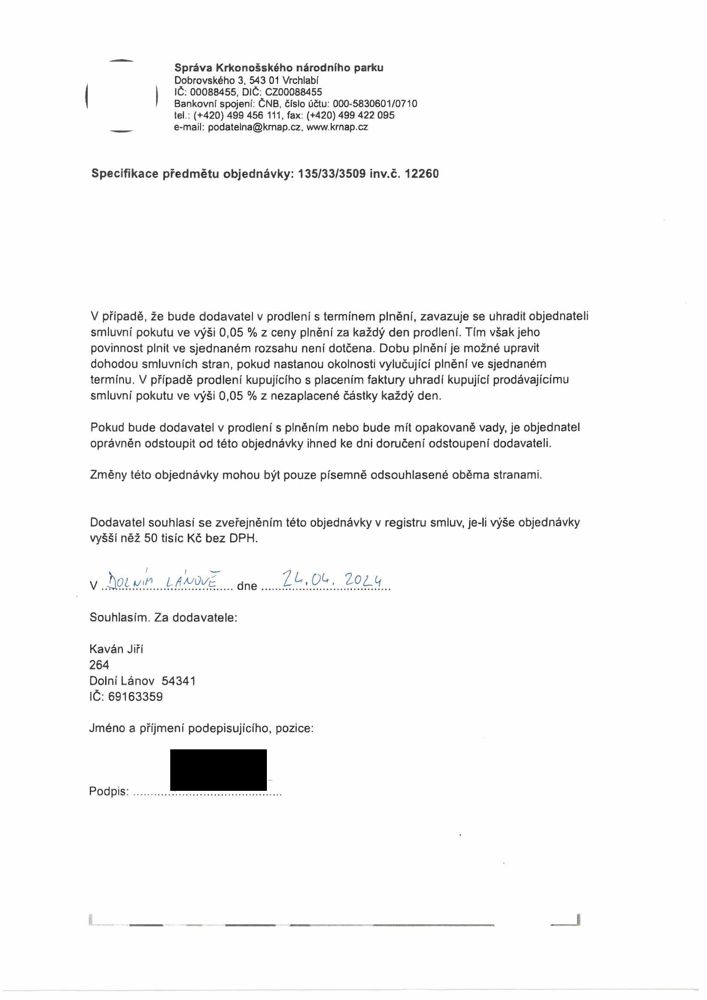 Správa Krkonošského národního parku
Dobrovského 3, 543 01 Vrchlabí
IČ: 00088455, DIČ: CZ00088455
Bankovní spojení: ČNB, číslo účtu: 000-5830601/0710
tel.: (+420) 499 456 111, fax: (+420) 499 422 095
e-mail: podatelna@krnap.cz, www.krnap.cz
Specifikace předmětu objednávky: 135/33/3509 inv.č. 12260
V případě, že bude dodavatel v prodlení s termínem plnění, zavazuje se uhradit objednateli
smluvní pokutu ve výši 0,05 % z ceny plnění za každý den prodlení. Tím však jeho
povinnost plnit ve sjednaném rozsahu není dotčena. Dobu plnění je možné upravit
dohodou smluvních stran, pokud nastanou okolnosti vylučující plnění ve sjednaném
termínu. V případě prodlení kupujícího s placením faktury uhradí kupující prodávajícímu
smluvní pokutu ve výši 0,05 % z nezaplacené částky každý den.
Pokud bude dodavatel v prodlení s plněním nebo bude mít opakovaně vady, je objednatel
oprávněn odstoupit od této objednávky ihned ke dni doručení odstoupení dodavateli.
Změny této objednávky mohou být pouze písemně odsouhlasené oběma stranami.
Dodavatel souhlasí se zveřejněním této objednávky v registru smluv, je-li výše objednávky
vyšší něž 50 tisíc Kč bez DPH.
V DOLNÍM LÁNOVĚ dne 24.04. 2024
Souhlasím. Za dodavatele:
Kaván Jiří
264
Dolní Lánov 54341
IČ: 69163359
Jméno a příjmení podepisujícího, pozice:
Podpis: ..........................................